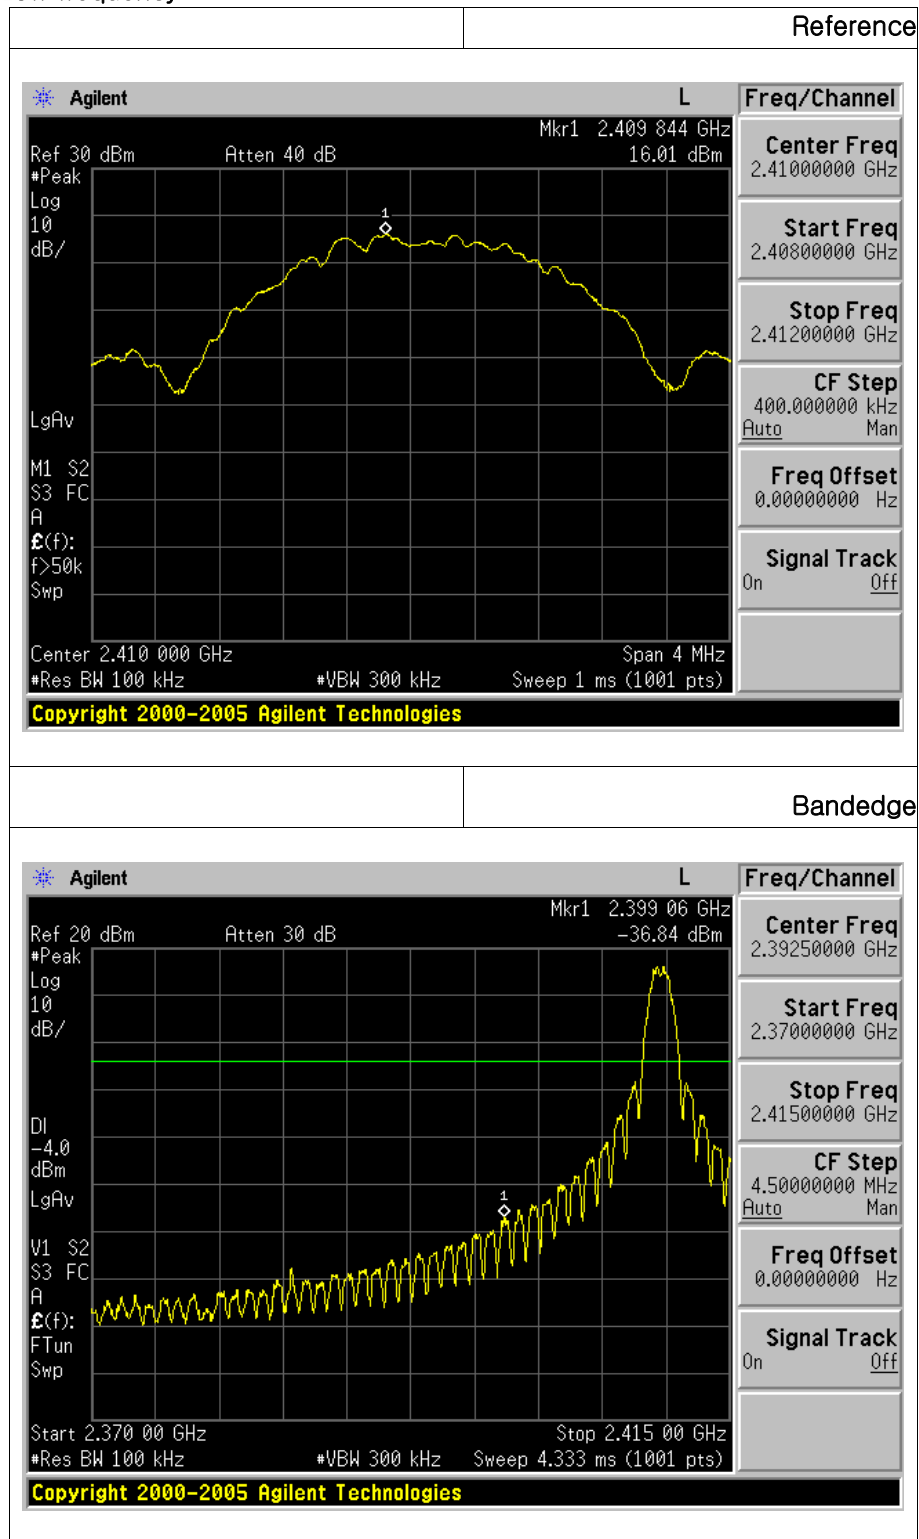 Reference
Agilent L Freq/Channel
Mkr1 2.409 844 GHz
Ref 30 dBm Atten 40 dB 16.01 dBm
#Peak
Log
10
dB/
1
LgAv
M1 S2
S3 FC
A
£(f):
f>50k
Swp
Center 2.410 000 GHz Span 4 MHz
#Res BW 100 kHz #VBW 300 kHz Sweep 1 ms (1001 pts)
Copyright 2000-2005 Agilent Technologies
Center Freq
2.41000000 GHz
Start Freq
2.40800000 GHz
Stop Freq
2.41200000 GHz
CF Step
400.000000 kHz
Auto Man
Freq Offset
0.00000000 Hz
Signal Track
On Off
Bandedge
Agilent L Freq/Channel
Mkr1 2.399 06 GHz
Ref 20 dBm Atten 30 dB -36.84 dBm
#Peak
Log
10
dB/
1
DI
-4.0
dBm
LgAv
V1 S2
S3 FC
A
£(f):
FTun
Swp
Start 2.370 00 GHz Stop 2.415 00 GHz
#Res BW 100 kHz #VBW 300 kHz Sweep 4.333 ms (1001 pts)
Copyright 2000-2005 Agilent Technologies
Center Freq
2.39250000 GHz
Start Freq
2.37000000 GHz
Stop Freq
2.41500000 GHz
CF Step
4.50000000 MHz
Auto Man
Freq Offset
0.00000000 Hz
Signal Track
On Off